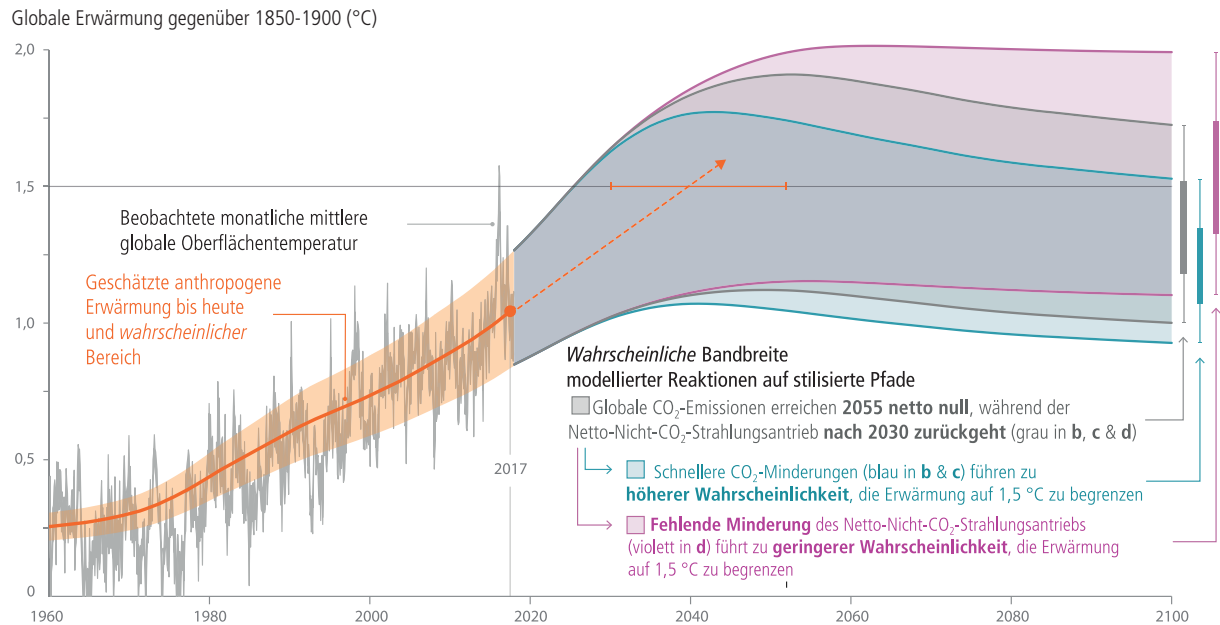 Globale Erwärmung gegenüber 1850-1900 (°C)
2,0
1,5
Beobachtete monatliche mittlere
globale Oberflächentemperatur
Geschätzte anthropogene
Erwärmung bis heute
und wahrscheinlicher
Bereich
1,0
Wahrscheinliche Bandbreite
modellierter Reaktionen auf stilisierte Pfade
Globale CO₂-Emissionen erreichen 2055 netto null, während der
Netto-Nicht-CO₂-Strahlungsantrieb nach 2030 zurückgeht (grau in b, c & d)
0,5
2017
Schnellere CO₂-Minderungen (blau in b & c) führen zu
höherer Wahrscheinlichkeit, die Erwärmung auf 1,5 °C zu begrenzen
Fehlende Minderung des Netto-Nicht-CO₂-Strahlungsantriebs
(violett in d) führt zu geringerer Wahrscheinlichkeit, die Erwärmung
auf 1,5 °C zu begrenzen
0
1960 1980 2000 2020 2040 2060 2080 2100